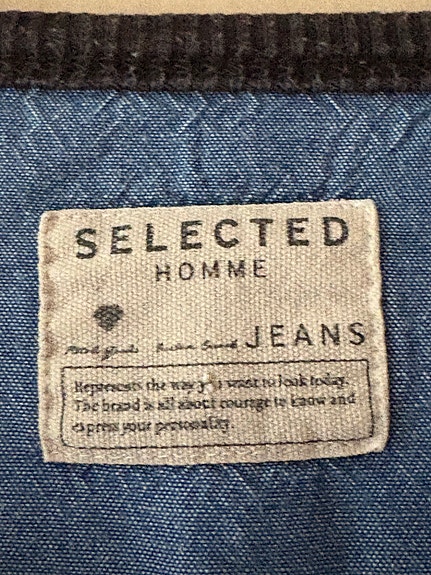 SELECTED
HOMME
JEANS
Represents the way you want to look today.
The brand is all about courage to know and
express your personality.